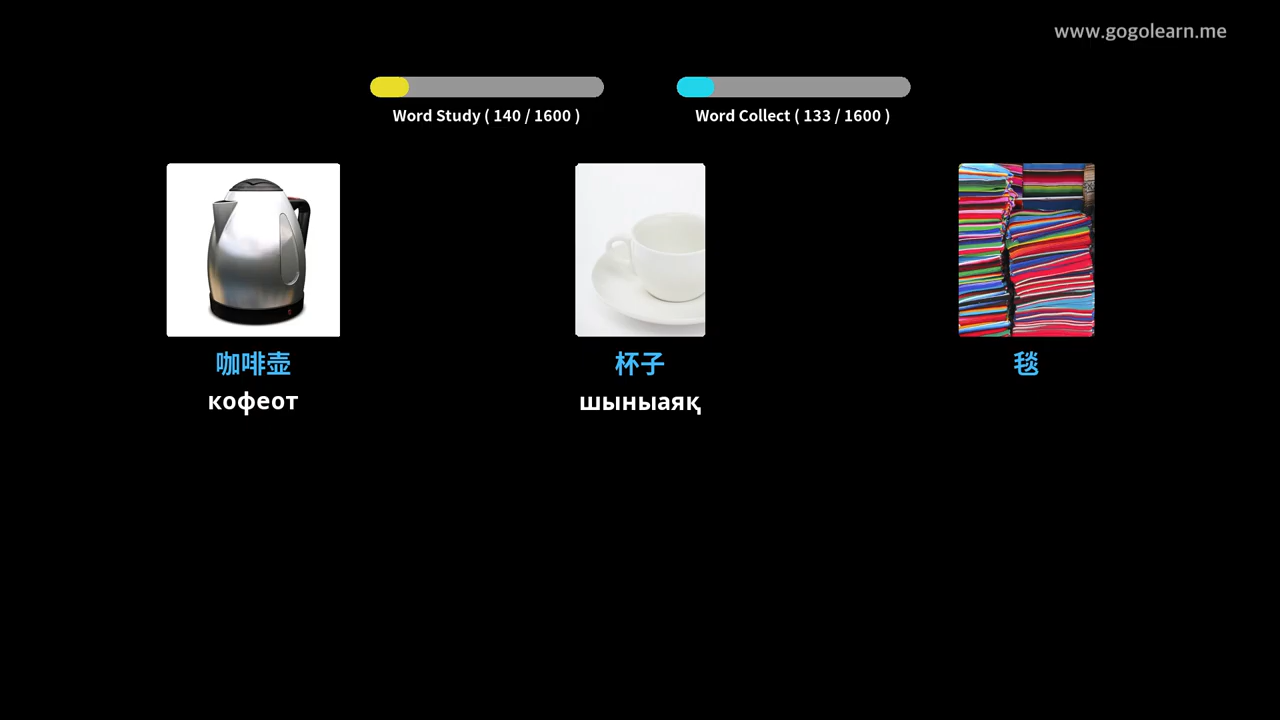 www.gogolearn.me
Word Study ( 140 / 1600 )
Word Collect ( 133 / 1600 )
咖啡壶
杯子
毯
кофеот
шыныаяқ